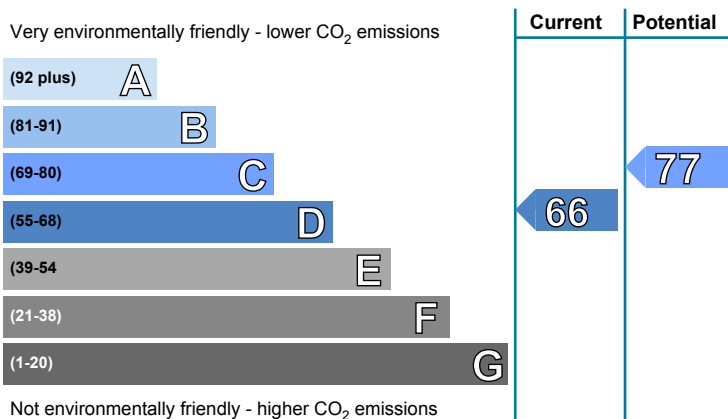 Current Potential
Very environmentally friendly - lower CO₂ emissions
(92 plus) A
(81-91) B
(69-80) C
77
(55-68) D
66
(39-54 E
(21-38) F
(1-20) G
Not environmentally friendly - higher CO₂ emissions